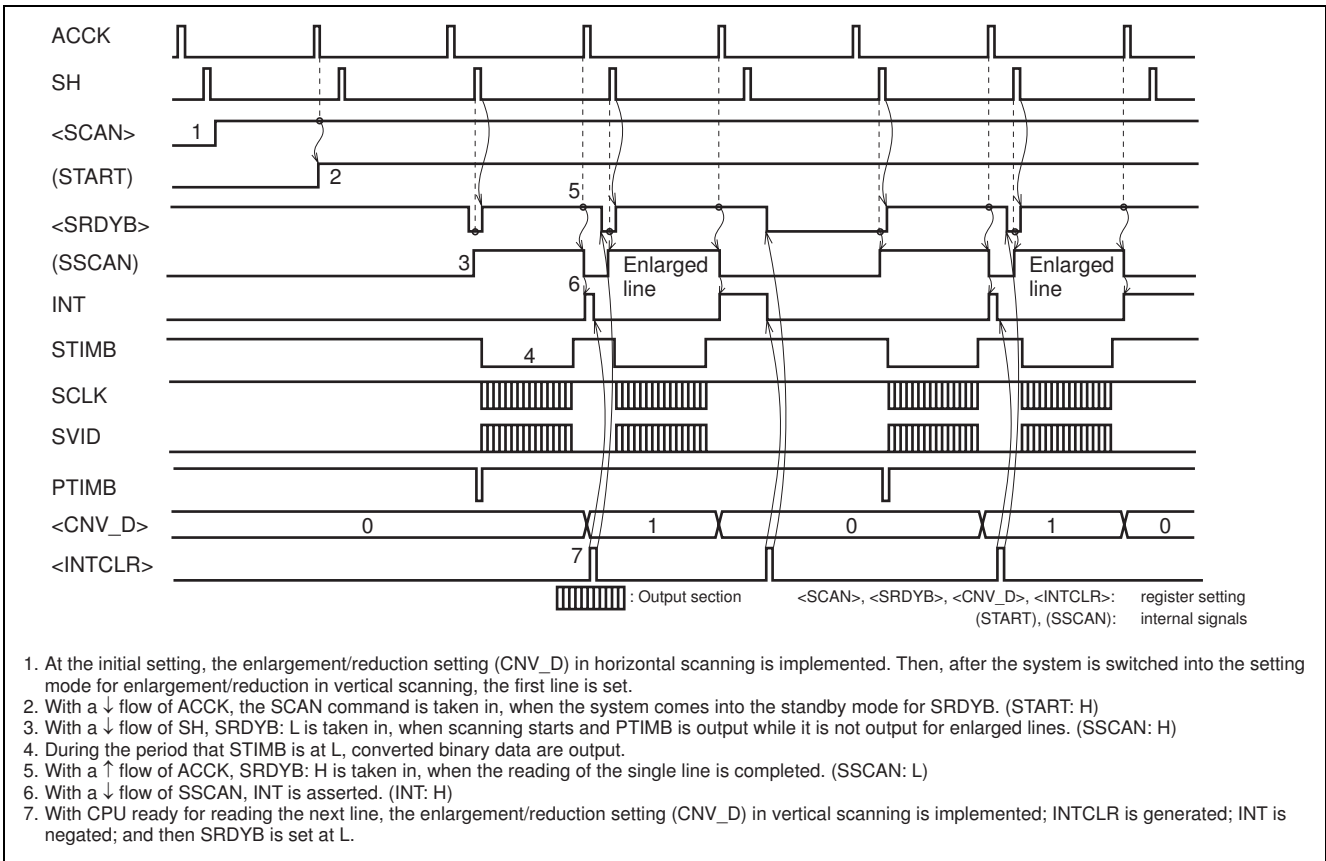 ACCK
SH
<SCAN> 1
(START) 2
5
<SRDYB>
(SSCAN) 3 Enlarged line Enlarged line
6
INT
STIMB 4
SCLK
SVID
PTIMB
<CNV_D> 0 1 0 1 0
<INTCLR> 7
: Output section <SCAN>, <SRDYB>, <CNV_D>, <INTCLR>: register setting
(START), (SSCAN): internal signals
1. At the initial setting, the enlargement/reduction setting (CNV_D) in horizontal scanning is implemented. Then, after the system is switched into the setting
mode for enlargement/reduction in vertical scanning, the first line is set.
2. With a ↓ flow of ACCK, the SCAN command is taken in, when the system comes into the standby mode for SRDYB. (START: H)
3. With a ↓ flow of SH, SRDYB: L is taken in, when scanning starts and PTIMB is output while it is not output for enlarged lines. (SSCAN: H)
4. During the period that STIMB is at L, converted binary data are output.
5. With a ↑ flow of ACCK, SRDYB: H is taken in, when the reading of the single line is completed. (SSCAN: L)
6. With a ↓ flow of SSCAN, INT is asserted. (INT: H)
7. With CPU ready for reading the next line, the enlargement/reduction setting (CNV_D) in vertical scanning is implemented; INTCLR is generated; INT is
negated; and then SRDYB is set at L.